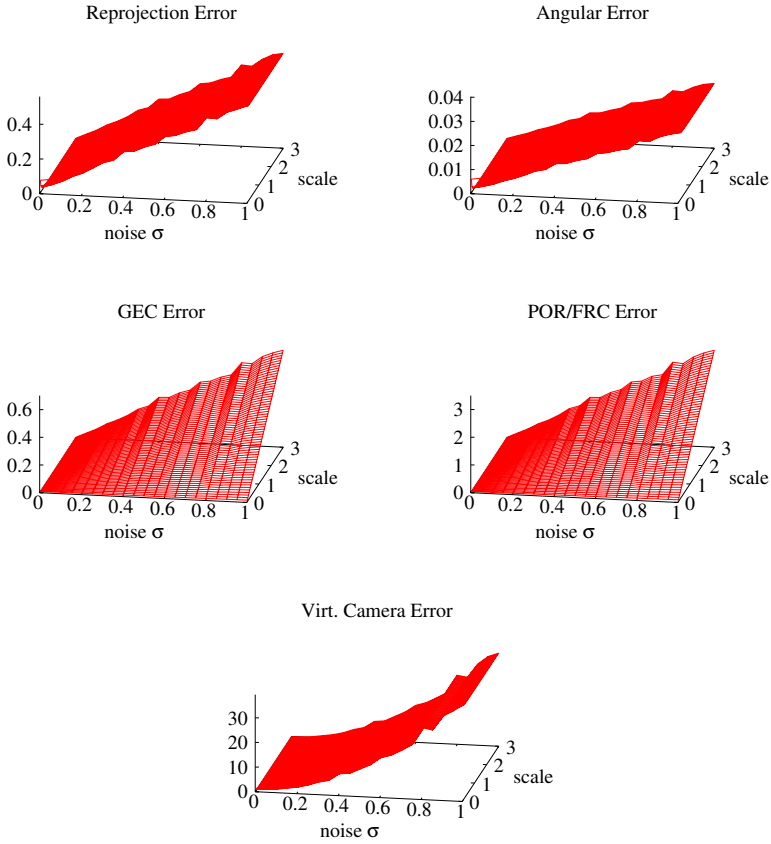 Reprojection Error
0.4
0.2
0
0 0.2 0.4 0.6 0.8 1
0 1 2 3
scale
noise σ
Angular Error
0.04
0.03
0.02
0.01
0
0 0.2 0.4 0.6 0.8 1
0 1 2 3
scale
noise σ
GEC Error
0.6
0.4
0.2
0
0 0.2 0.4 0.6 0.8 1
0 1 2 3
scale
noise σ
POR/FRC Error
3
2
1
0
0 0.2 0.4 0.6 0.8 1
0 1 2 3
scale
noise σ
Virt. Camera Error
30
20
10
0
0 0.2 0.4 0.6 0.8 1
0 1 2 3
scale
noise σ